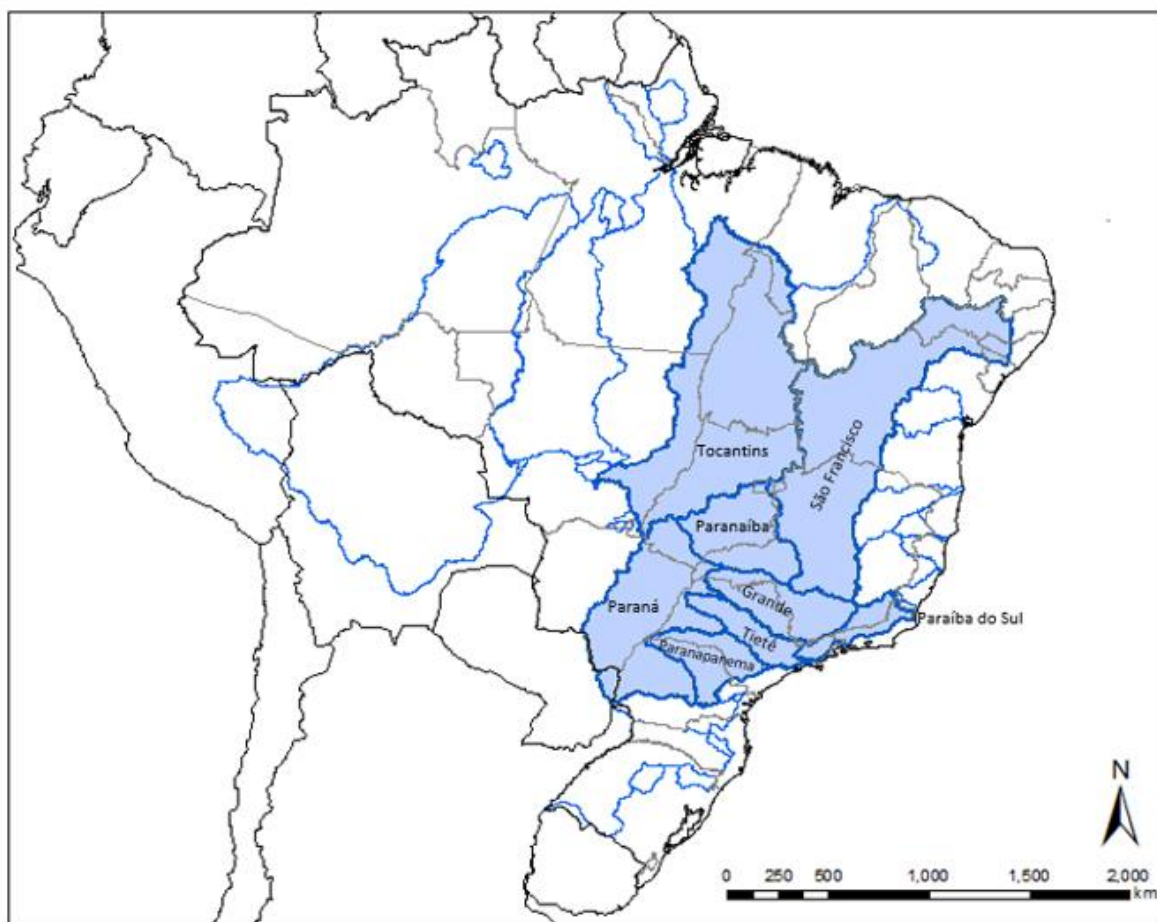 Tocantins
São Francisco
Paranaíba
Paraná
Grande
Paraíba do Sul
Tietê
Paranapanema
N
0 250 500 1,000 1,500 2,000
km